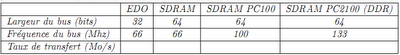 EDO SDRAM SDRAM PC100 SDRAM PC2100 (DDR)
Largeur du bus (bits) 32 64 64 64
Fréquence du bus (Mhz) 66 66 100 133
Taux de transfert (Mo/s)